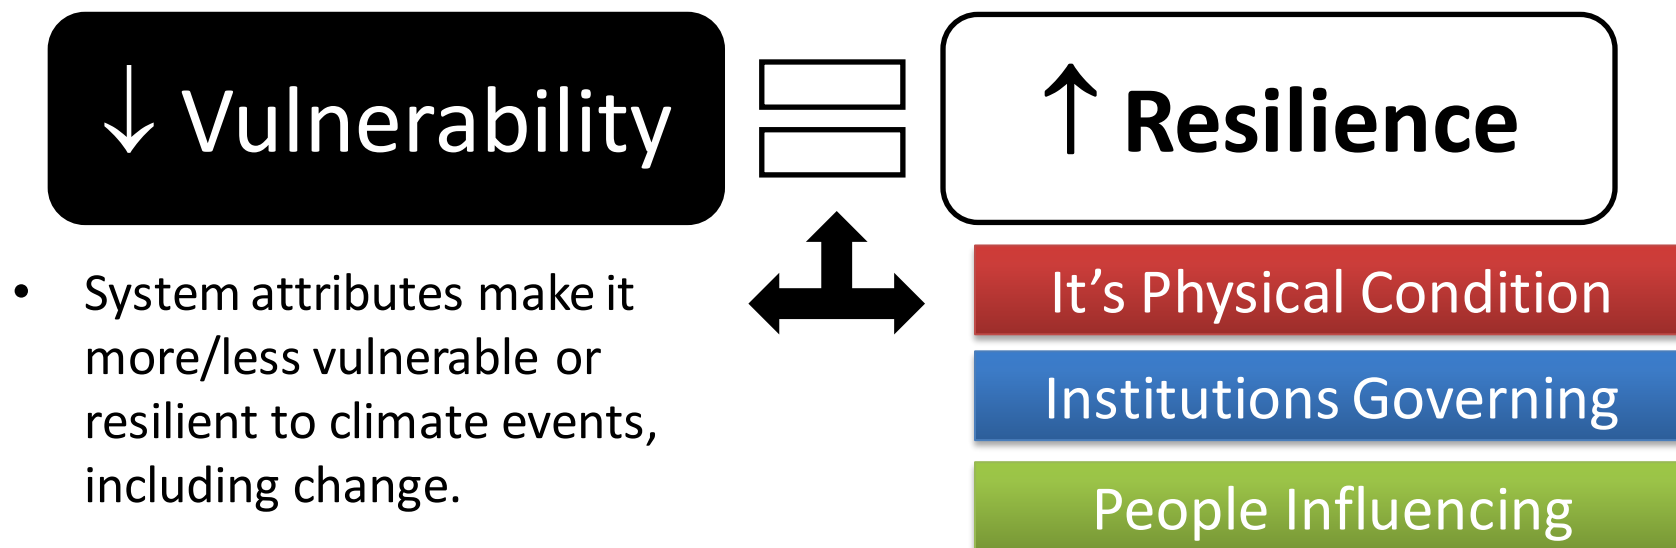 ↓ Vulnerability
↑ Resilience
• System attributes make it
more/less vulnerable or
resilient to climate events,
including change.
It’s Physical Condition
Institutions Governing
People Influencing